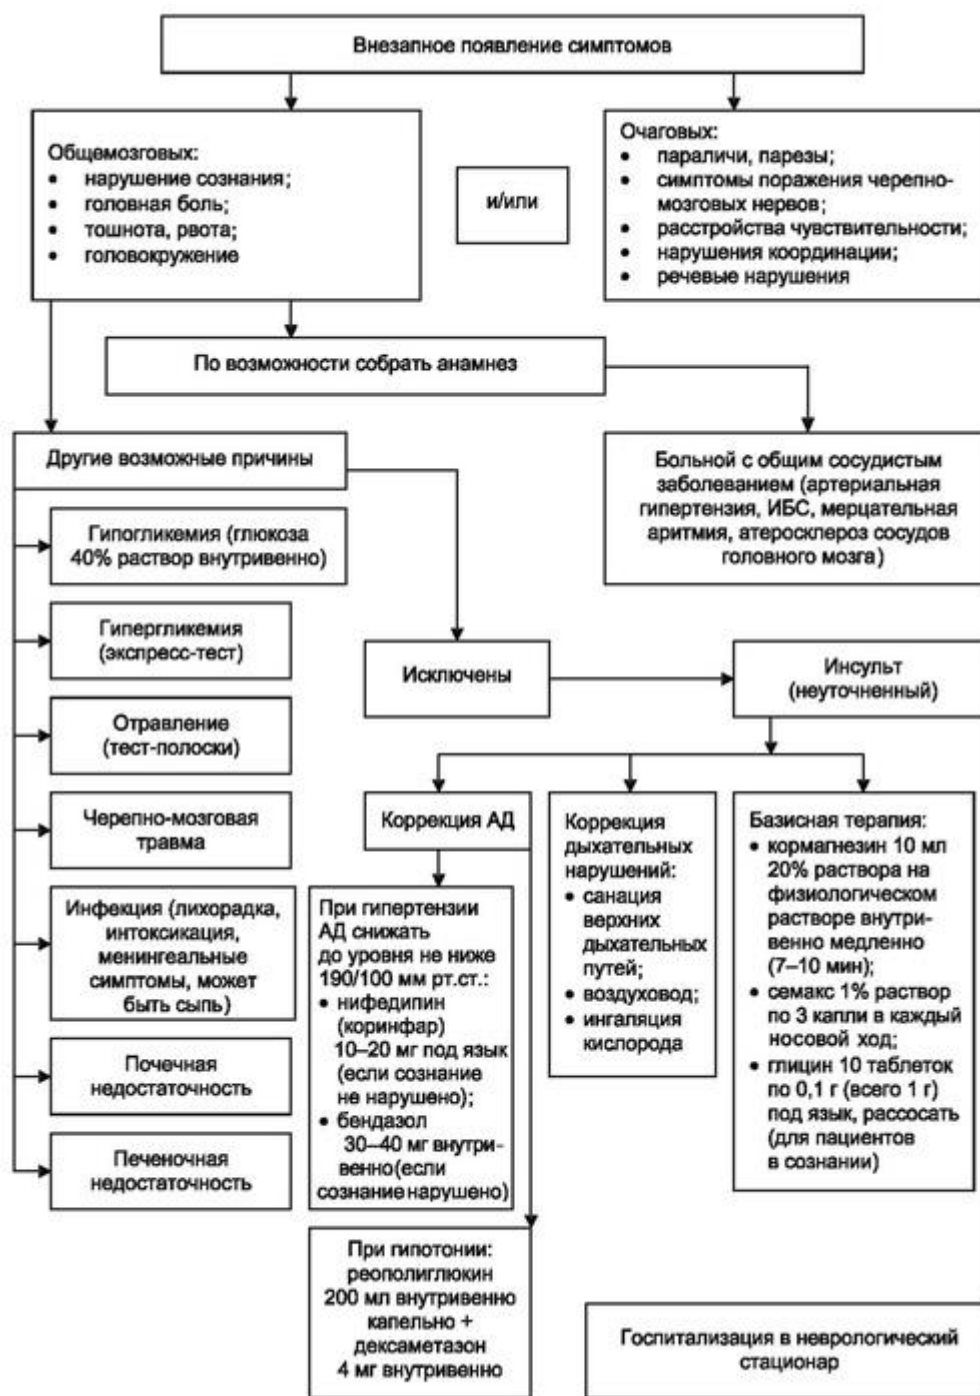 Внезапное появление симптомов
Общемозговых:
• нарушение сознания;
• головная боль;
• тошнота, рвота;
• головокружение
и/или
Очаговых:
• параличи, парезы;
• симптомы поражения черепно-
мозговых нервов;
• расстройства чувствительности;
• нарушения координации;
• речевые нарушения
По возможности собрать анамнез
Другие возможные причины
Больной с общим сосудистым
заболеванием (артериальная
гипертензия, ИБС, мерцательная
аритмия, атеросклероз сосудов
головного мозга)
Гипогликемия (глюкоза
40% раствор внутривенно)
Гипергликемия
(экспресс-тест)
Отравление
(тест-полоски)
Черепно-мозговая
травма
Инфекция (лихорадка,
интоксикация,
менингеальные
симптомы, может
быть сыпь)
Почечная
недостаточность
Печеночная
недостаточность
Исключены
Инсульт
(неуточненный)
Коррекция АД
При гипертензии
АД снижать
до уровня не ниже
190/100 мм рт.ст.:
• нифедипин
(коринфар)
10–20 мг под язык
(если сознание
не нарушено);
• бендазол
30–40 мг внутри-
венно(если
сознание нарушено)
При гипотонии:
реополиглюкин
200 мл внутривенно
капельно +
дексаметазон
4 мг внутривенно
Коррекция
дыхательных
нарушений:
• санация
верхних
дыхательных
путей;
• воздуховод;
• ингаляция
кислорода
Базисная терапия:
• кормагнезин 10 мл
20% раствора на
физиологическом
растворе внутри-
венно медленно
(7–10 мин);
• семакс 1% раствор
по 3 капли в каждый
носовой ход;
• глицин 10 таблеток
по 0,1 г (всего 1 г)
под язык, рассосать
(для пациентов
в сознании)
Госпитализация в неврологический
стационар